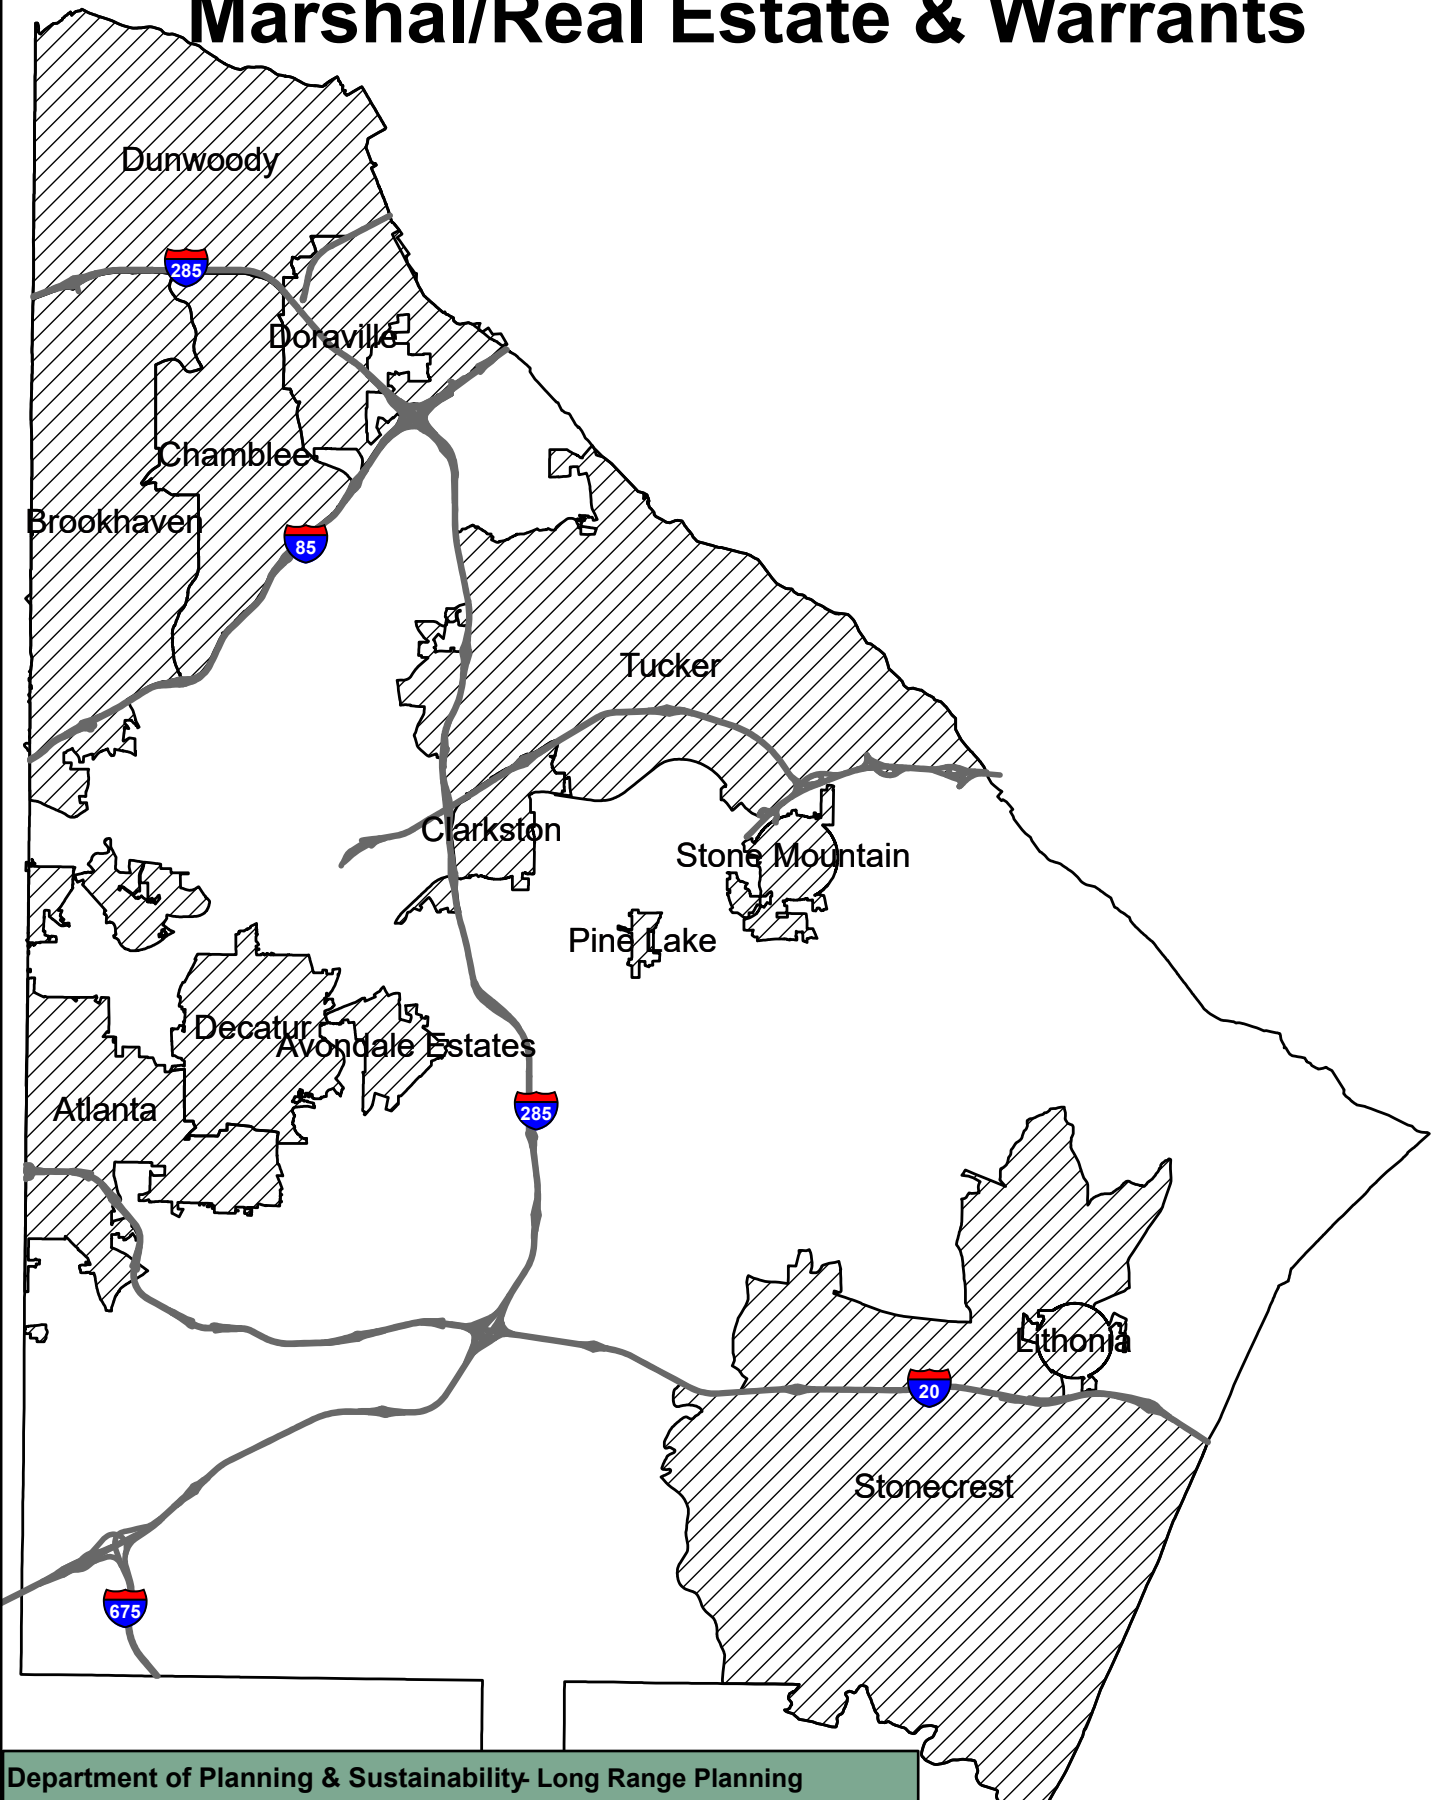 Marshal/Real Estate & Warrants
Dunwoody
285
Doraville
Chamblee
Brookhaven
85
Tucker
Clarkston
Stone Mountain
Pine Lake
Decatur
Avondale Estates
Atlanta
285
Lithonia
20
Stonecrest
675
Department of Planning & Sustainability- Long Range Planning